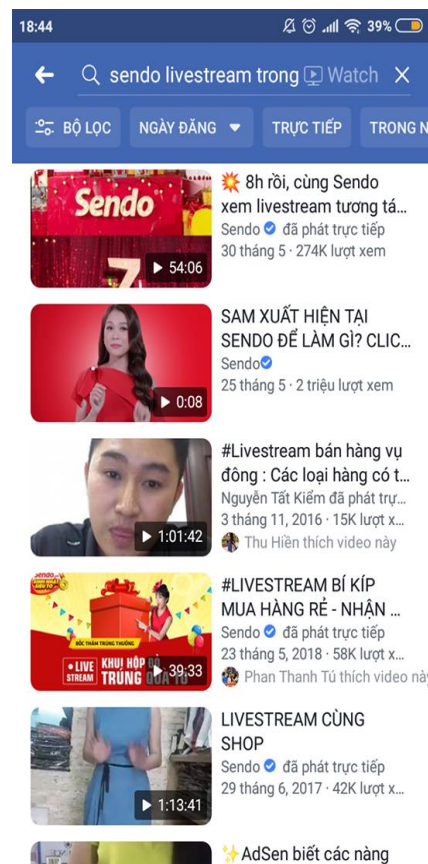 18:44
39%
sendo livestream trong Watch
BỘ LỌC NGÀY ĐĂNG TRỰC TIẾP TRONG N
Sendo
54:06
💥 8h rồi, cùng Sendo
xem livestream tương tá...
Sendo đã phát trực tiếp
30 tháng 5 · 274K lượt xem
0:08
SAM XUẤT HIỆN TẠI
SENDO ĐỂ LÀM GÌ? CLIC...
Sendo
25 tháng 5 · 2 triệu lượt xem
1:01:42
#Livestream bán hàng vụ
đông : Các loại hàng có t...
Nguyễn Tất Kiểm đã phát trự...
3 tháng 11, 2016 · 15K lượt x...
Thu Hiền thích video này
BỐC THĂM TRÚNG THƯỞNG
LIVE
STREAM
KHUI HỘP
TRÚNG
39:33
#LIVESTREAM BÍ KÍP
MUA HÀNG RẺ - NHẬN ...
Sendo đã phát trực tiếp
23 tháng 5, 2018 · 58K lượt x...
Phan Thanh Tú thích video này
1:13:41
LIVESTREAM CÙNG
SHOP
Sendo đã phát trực tiếp
29 tháng 6, 2017 · 42K lượt x...
✨AdSen biết các nàng